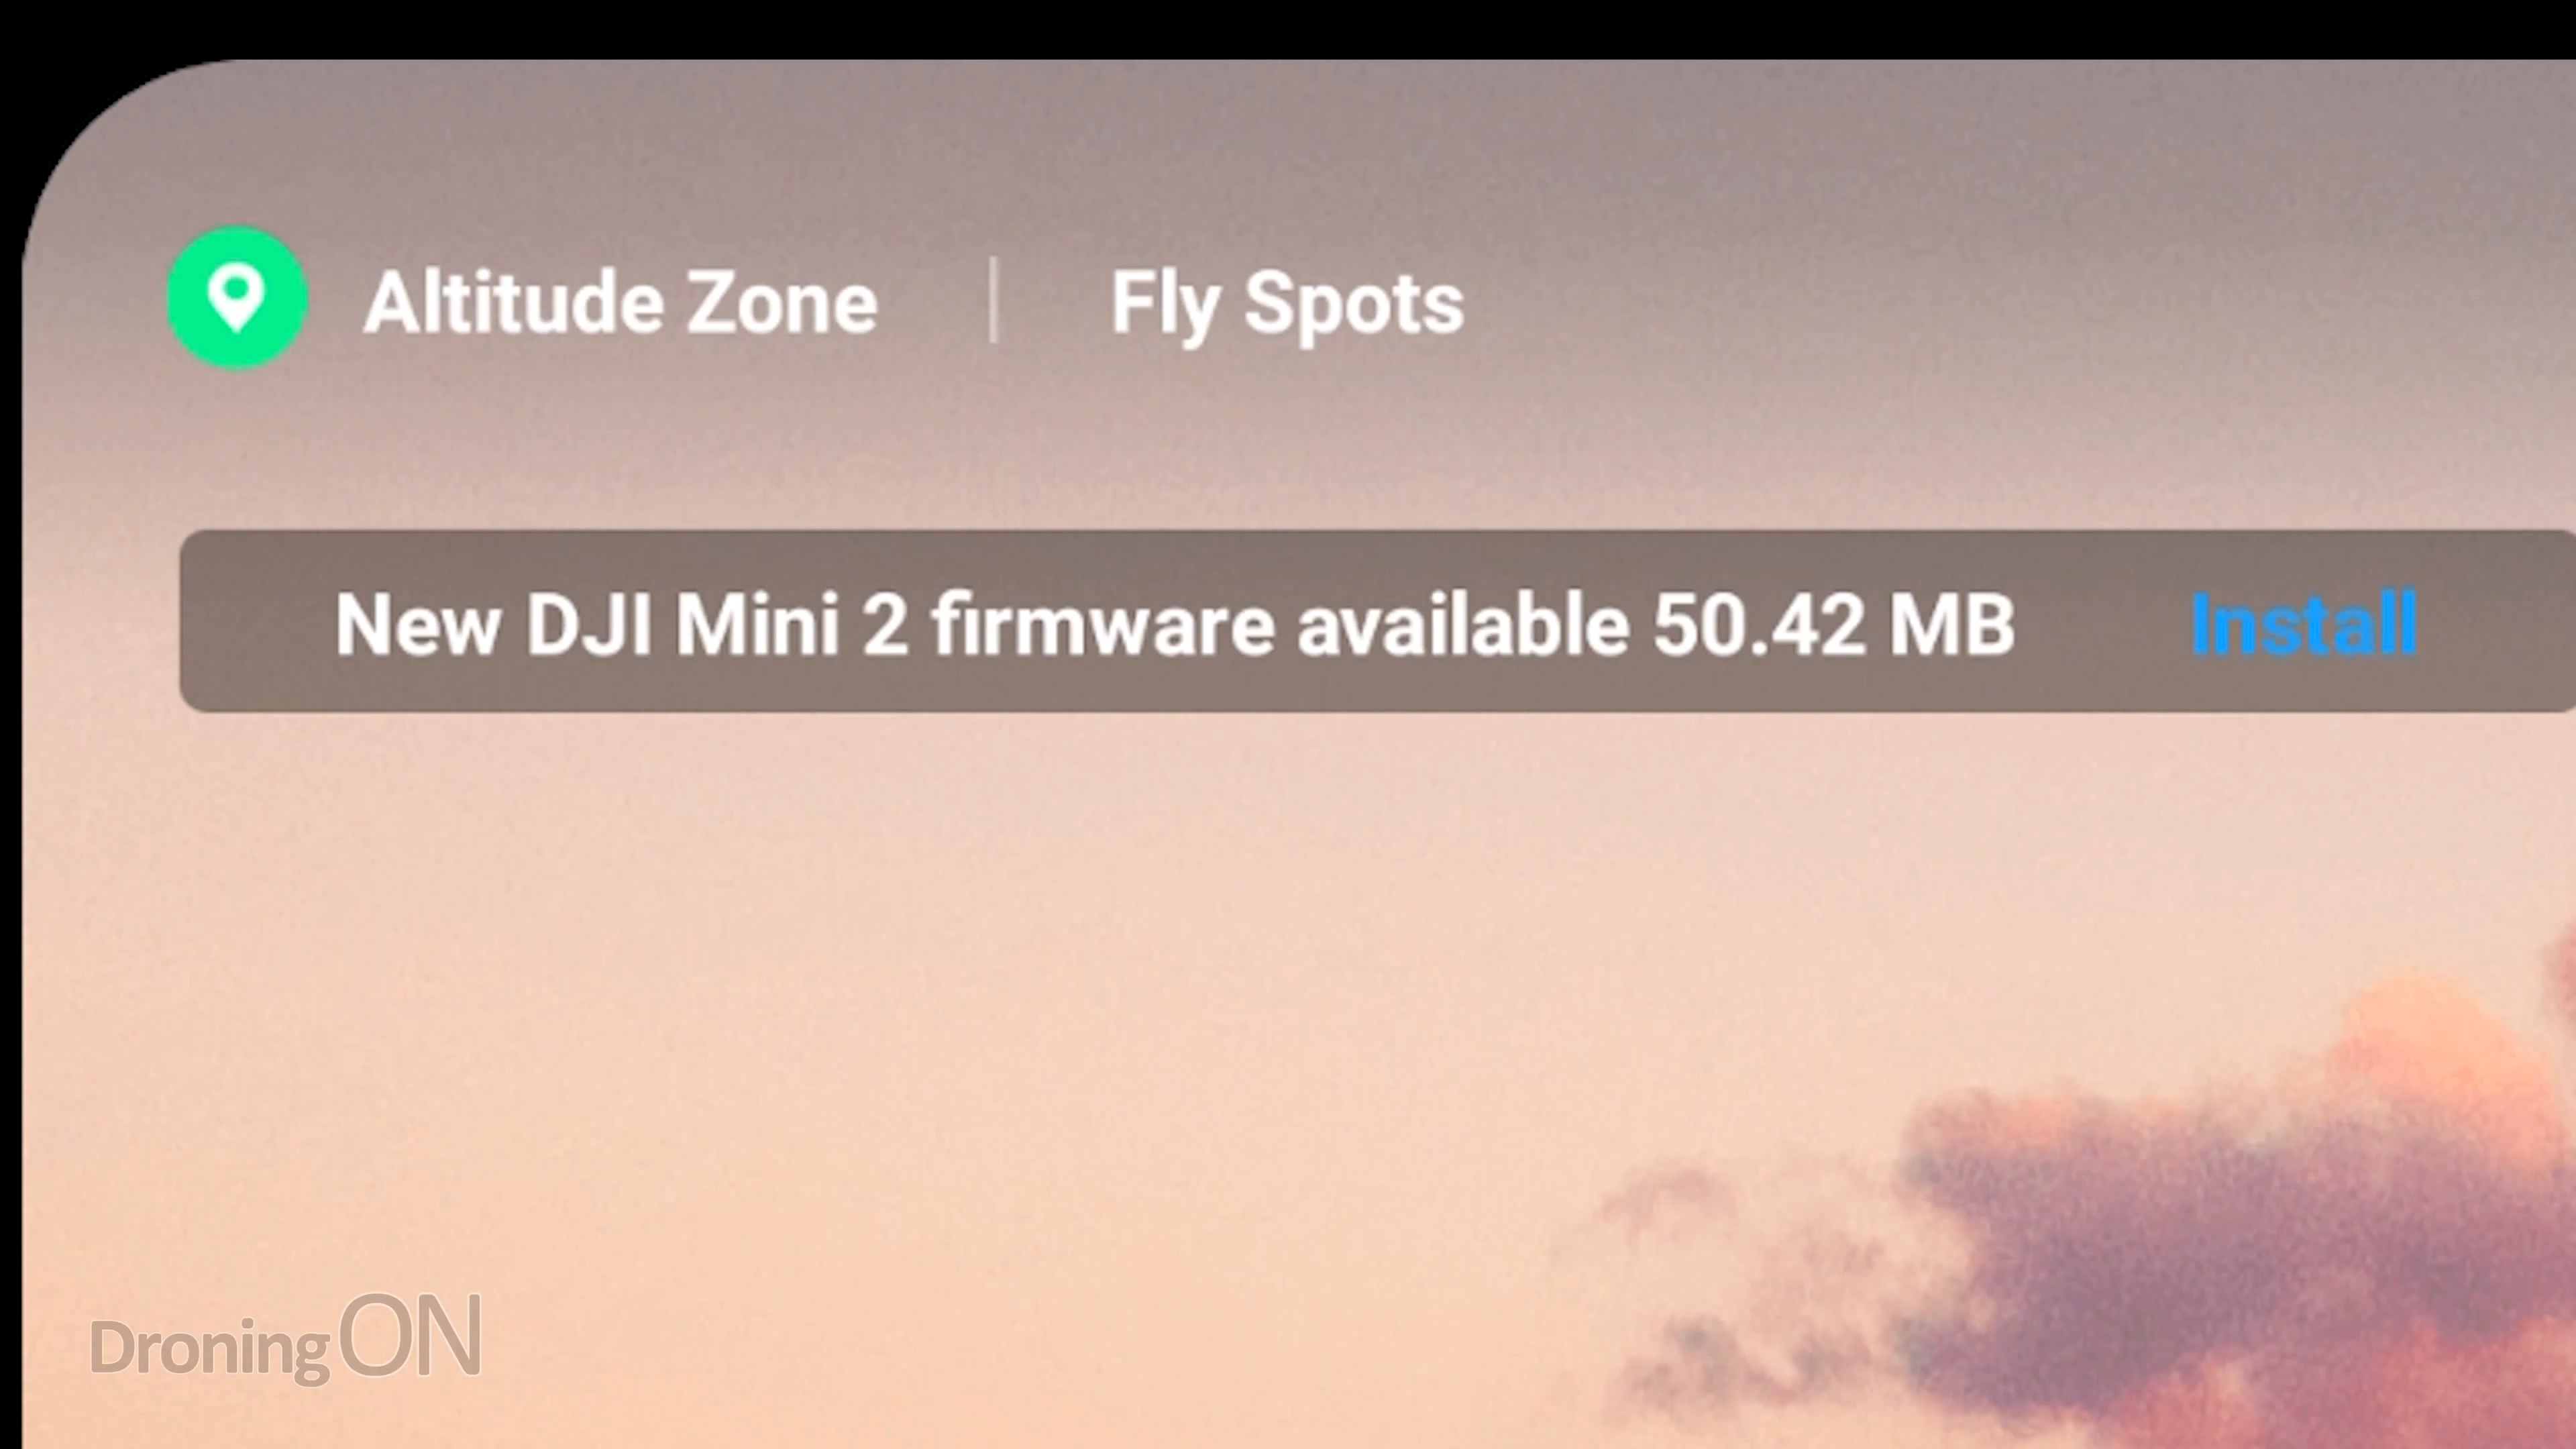 Altitude Zone | Fly Spots
New DJI Mini 2 firmware available 50.42 MB Install
DroningON